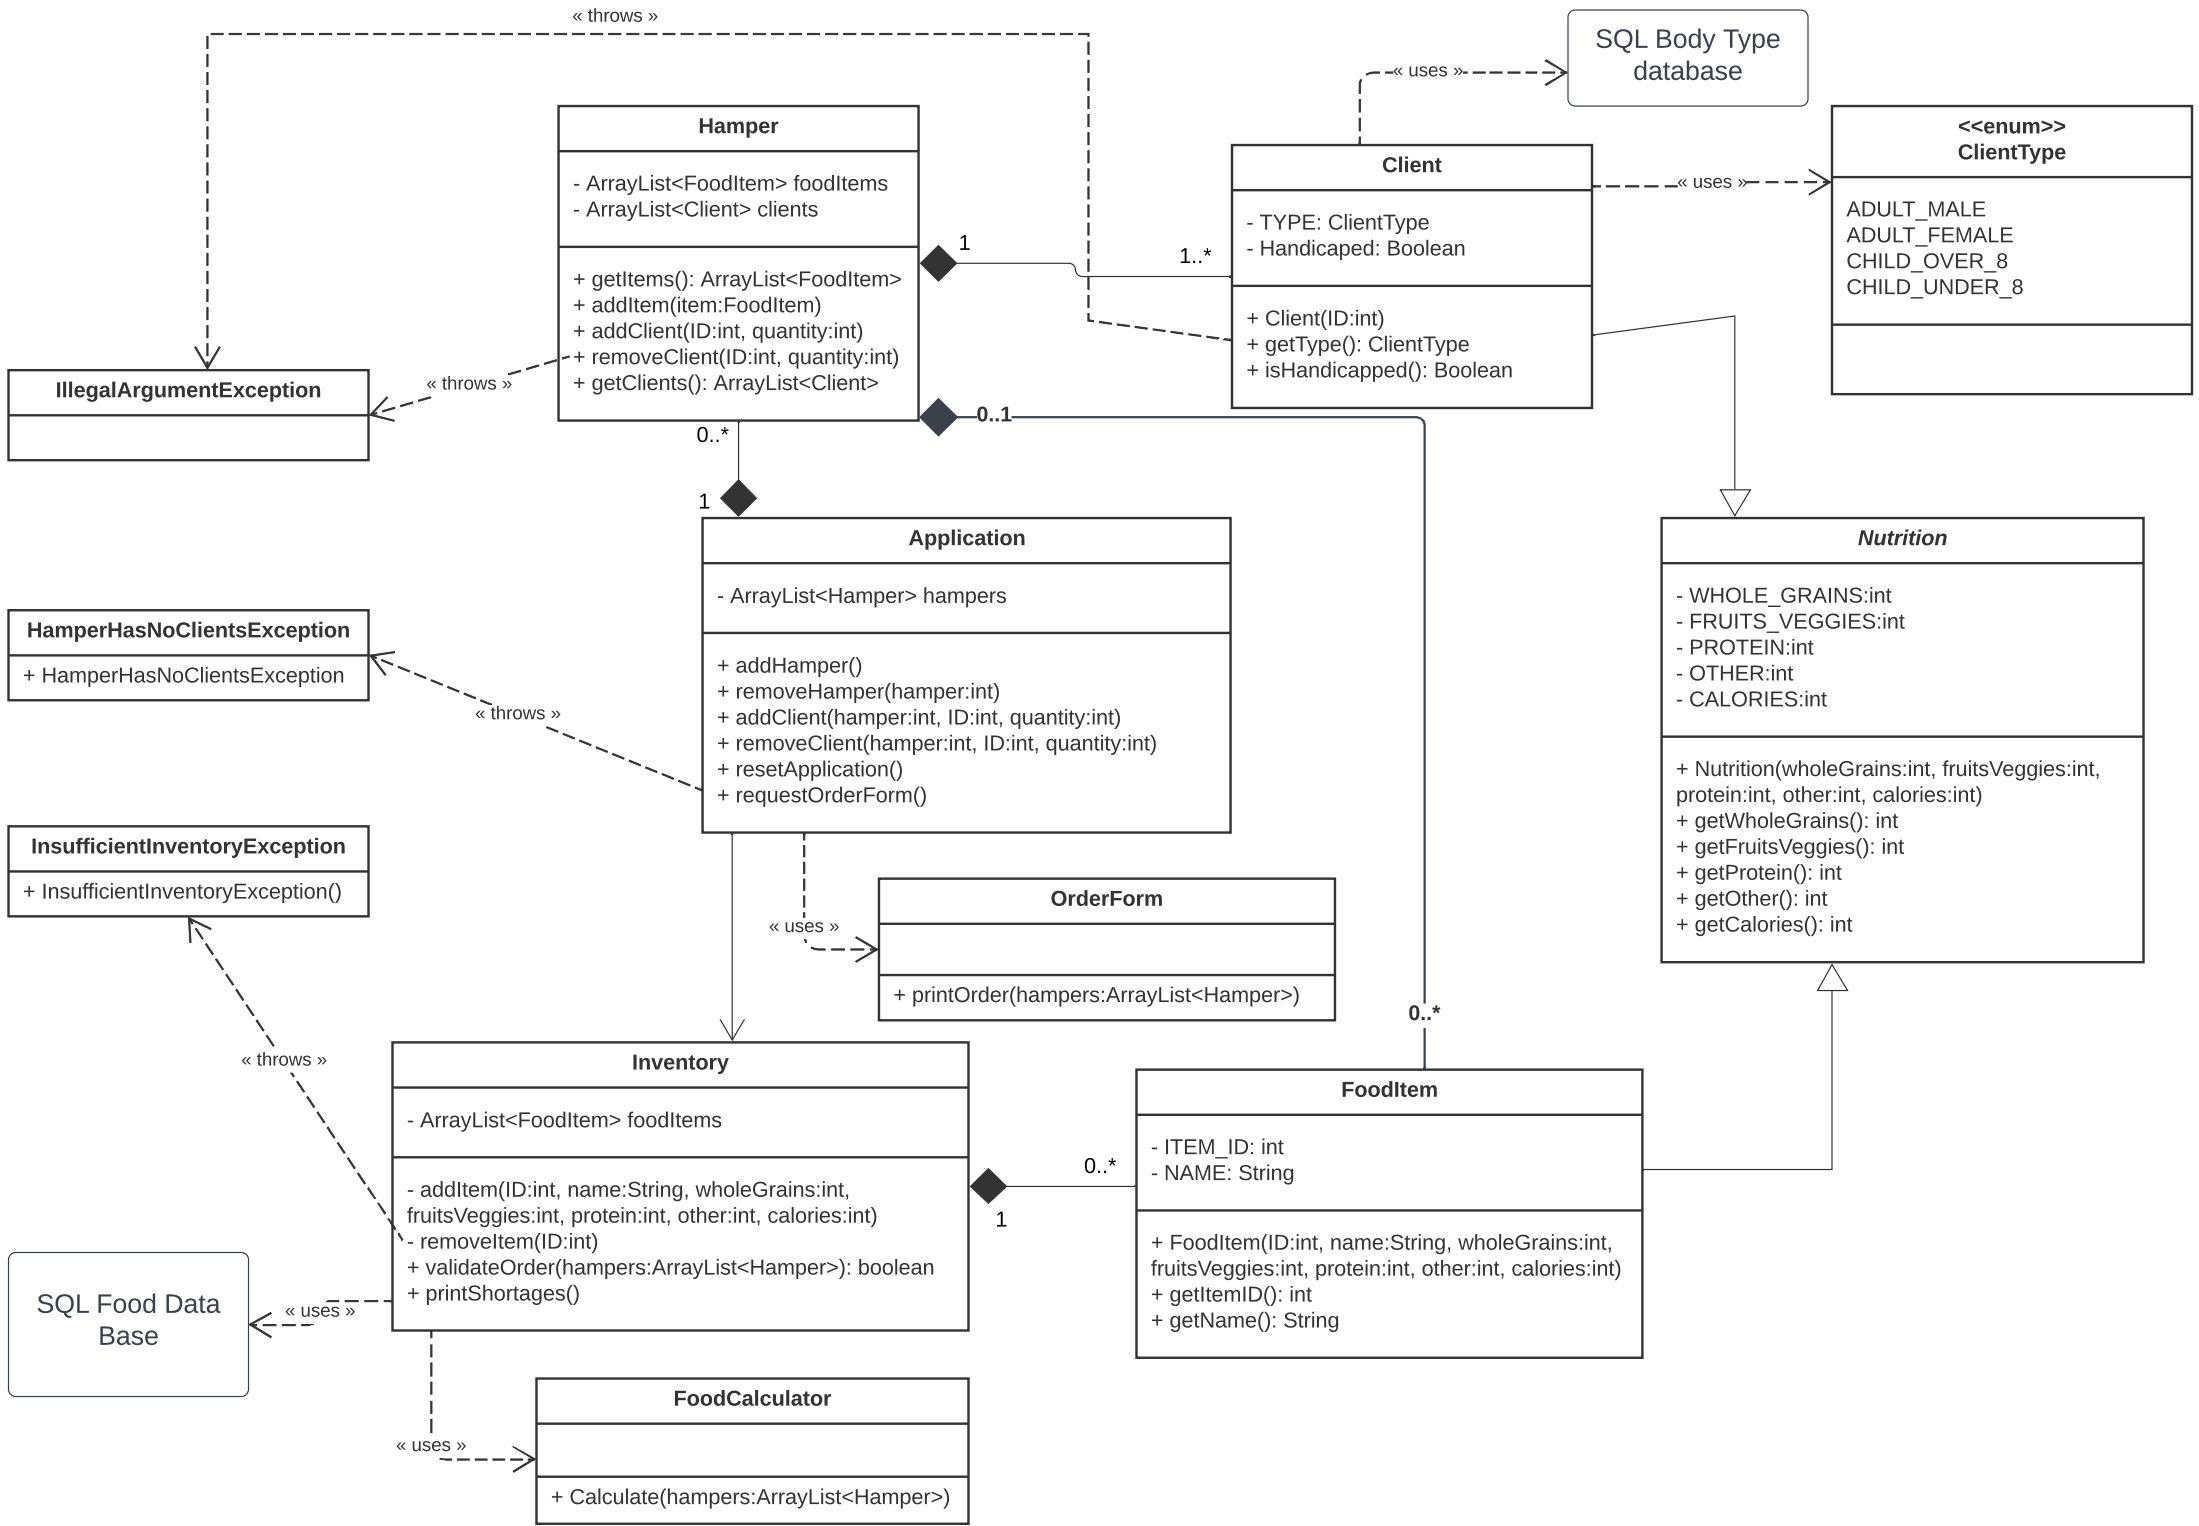 « throws »
SQL Body Type
database
« uses »
Hamper
- ArrayList<FoodItem> foodItems
- ArrayList<Client> clients
+ getItems(): ArrayList<FoodItem>
+ addItem(item:FoodItem)
+ addClient(ID:int, quantity:int)
+ removeClient(ID:int, quantity:int)
+ getClients(): ArrayList<Client>
1
1..*
Client
- TYPE: ClientType
- Handicaped: Boolean
+ Client(ID:int)
+ getType(): ClientType
+ isHandicapped(): Boolean
« uses »
<<enum>>
ClientType
ADULT_MALE
ADULT_FEMALE
CHILD_OVER_8
CHILD_UNDER_8
IllegalArgumentException
« throws »
0..1
0..*
1
Application
- ArrayList<Hamper> hampers
+ addHamper()
+ removeHamper(hamper:int)
+ addClient(hamper:int, ID:int, quantity:int)
+ removeClient(hamper:int, ID:int, quantity:int)
+ resetApplication()
+ requestOrderForm()
Nutrition
- WHOLE_GRAINS:int
- FRUITS_VEGGIES:int
- PROTEIN:int
- OTHER:int
- CALORIES:int
+ Nutrition(wholeGrains:int, fruitsVeggies:int,
protein:int, other:int, calories:int)
+ getWholeGrains(): int
+ getFruitsVeggies(): int
+ getProtein(): int
+ getOther(): int
+ getCalories(): int
HamperHasNoClientsException
+ HamperHasNoClientsException
« throws »
InsufficientInventoryException
+ InsufficientInventoryException()
« uses »
OrderForm
+ printOrder(hampers:ArrayList<Hamper>)
0..*
« throws »
Inventory
- ArrayList<FoodItem> foodItems
- addItem(ID:int, name:String, wholeGrains:int,
fruitsVeggies:int, protein:int, other:int, calories:int)
- removeItem(ID:int)
+ validateOrder(hampers:ArrayList<Hamper>): boolean
+ printShortages()
0..*
1
FoodItem
- ITEM_ID: int
- NAME: String
+ FoodItem(ID:int, name:String, wholeGrains:int,
fruitsVeggies:int, protein:int, other:int, calories:int)
+ getItemID(): int
+ getName(): String
SQL Food Data
Base
« uses »
« uses »
FoodCalculator
+ Calculate(hampers:ArrayList<Hamper>)